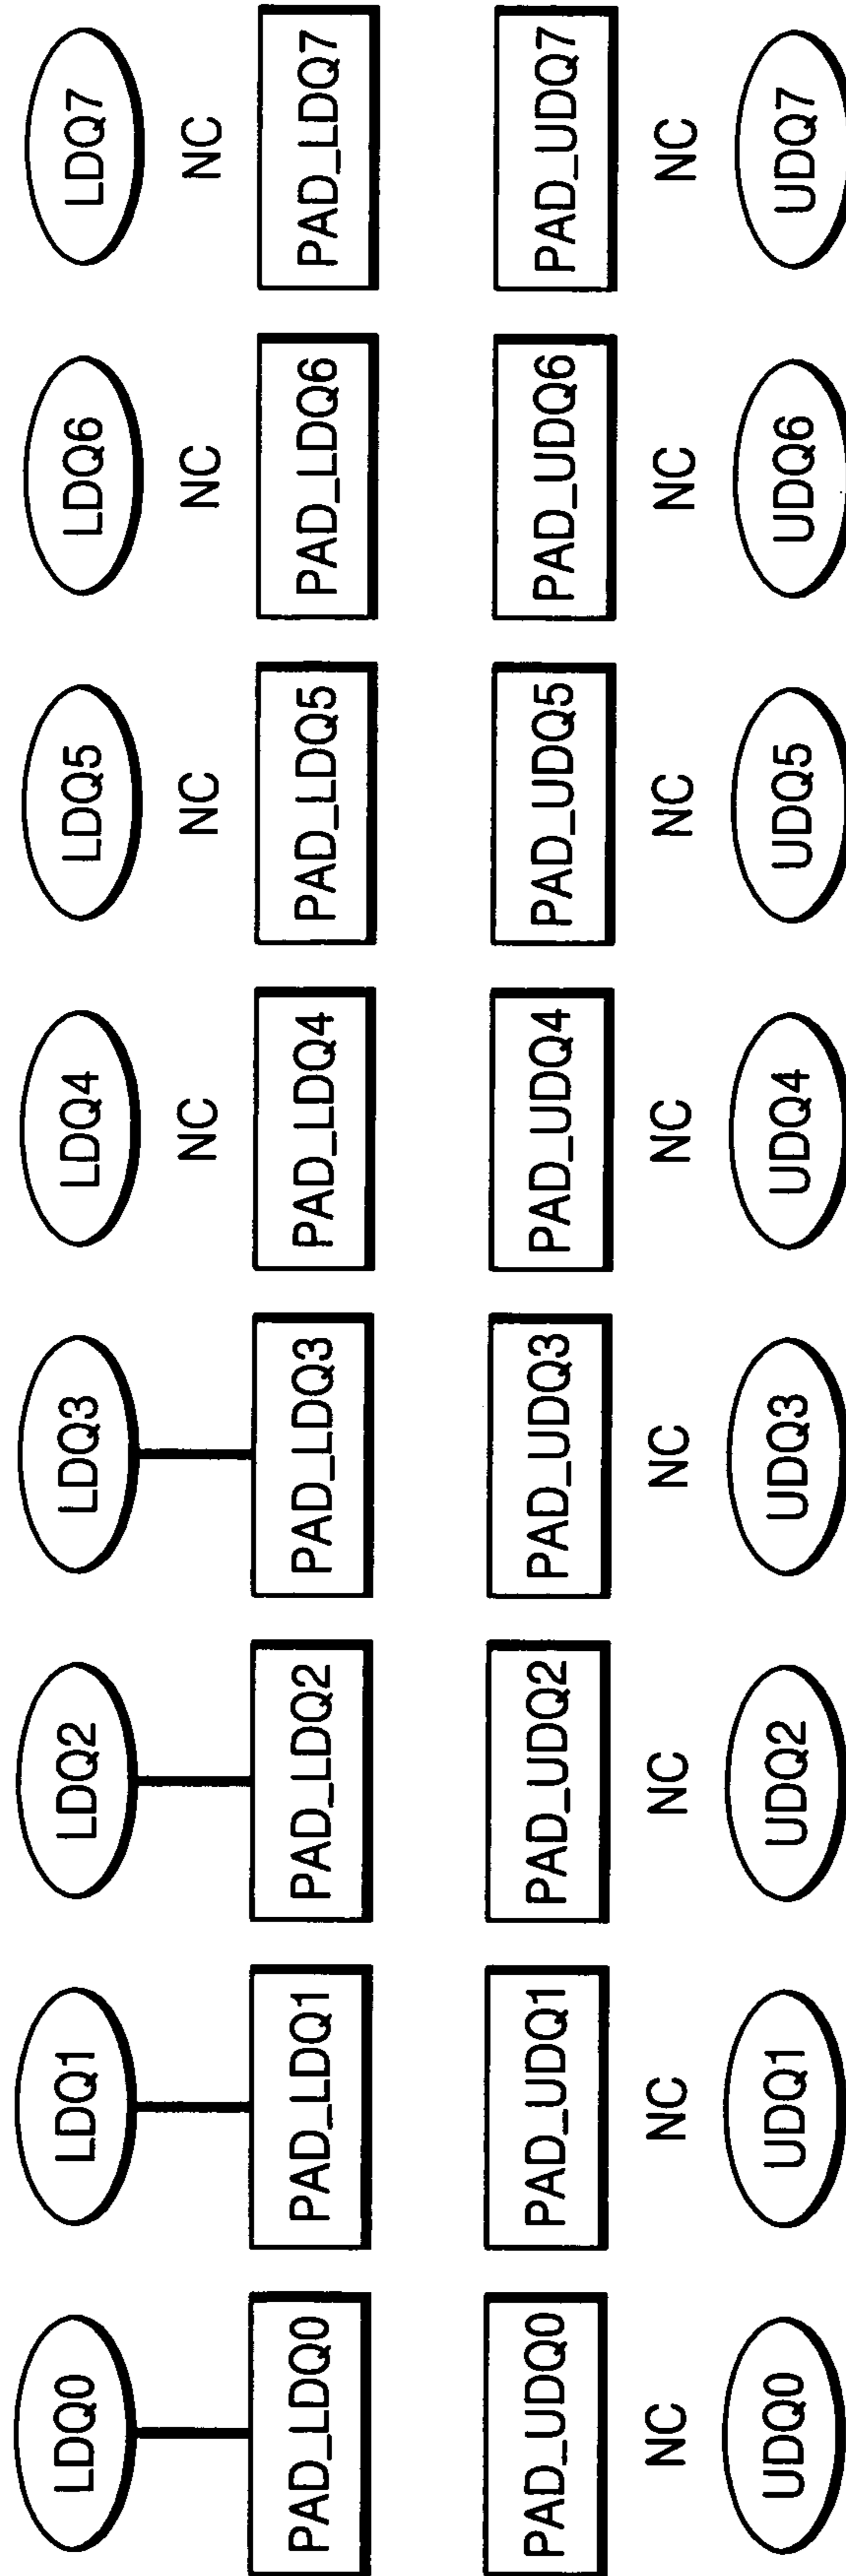 LDQ0 LDQ1 LDQ2 LDQ3 LDQ4 LDQ5 LDQ6 LDQ7
NC NC NC NC
PAD_LDQ0 PAD_LDQ1 PAD_LDQ2 PAD_LDQ3 PAD_LDQ4 PAD_LDQ5 PAD_LDQ6 PAD_LDQ7
PAD_UDQ0 PAD_UDQ1 PAD_UDQ2 PAD_UDQ3 PAD_UDQ4 PAD_UDQ5 PAD_UDQ6 PAD_UDQ7
NC NC NC NC NC NC NC NC
UDQ0 UDQ1 UDQ2 UDQ3 UDQ4 UDQ5 UDQ6 UDQ7